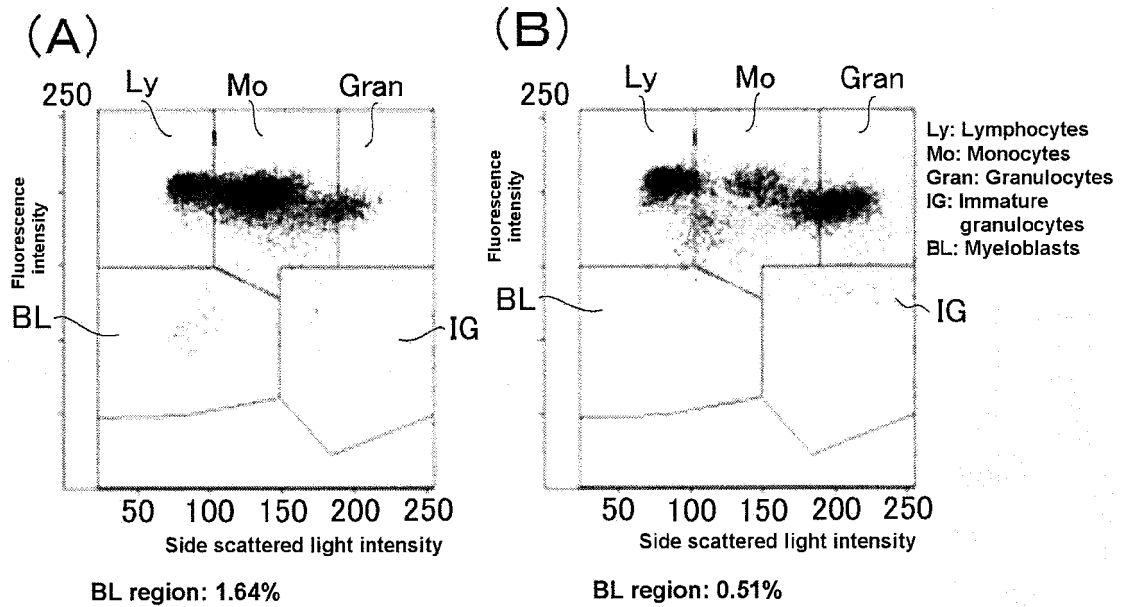 (A)
Ly Mo Gran
250
Fluorescence
intensity
BL
IG
50 100 150 200 250
Side scattered light intensity
BL region: 1.64%
(B)
Ly Mo Gran
250
Fluorescence
intensity
BL
IG
50 100 150 200 250
Side scattered light intensity
BL region: 0.51%
Ly: Lymphocytes
Mo: Monocytes
Gran: Granulocytes
IG: Immature
granulocytes
BL: Myeloblasts